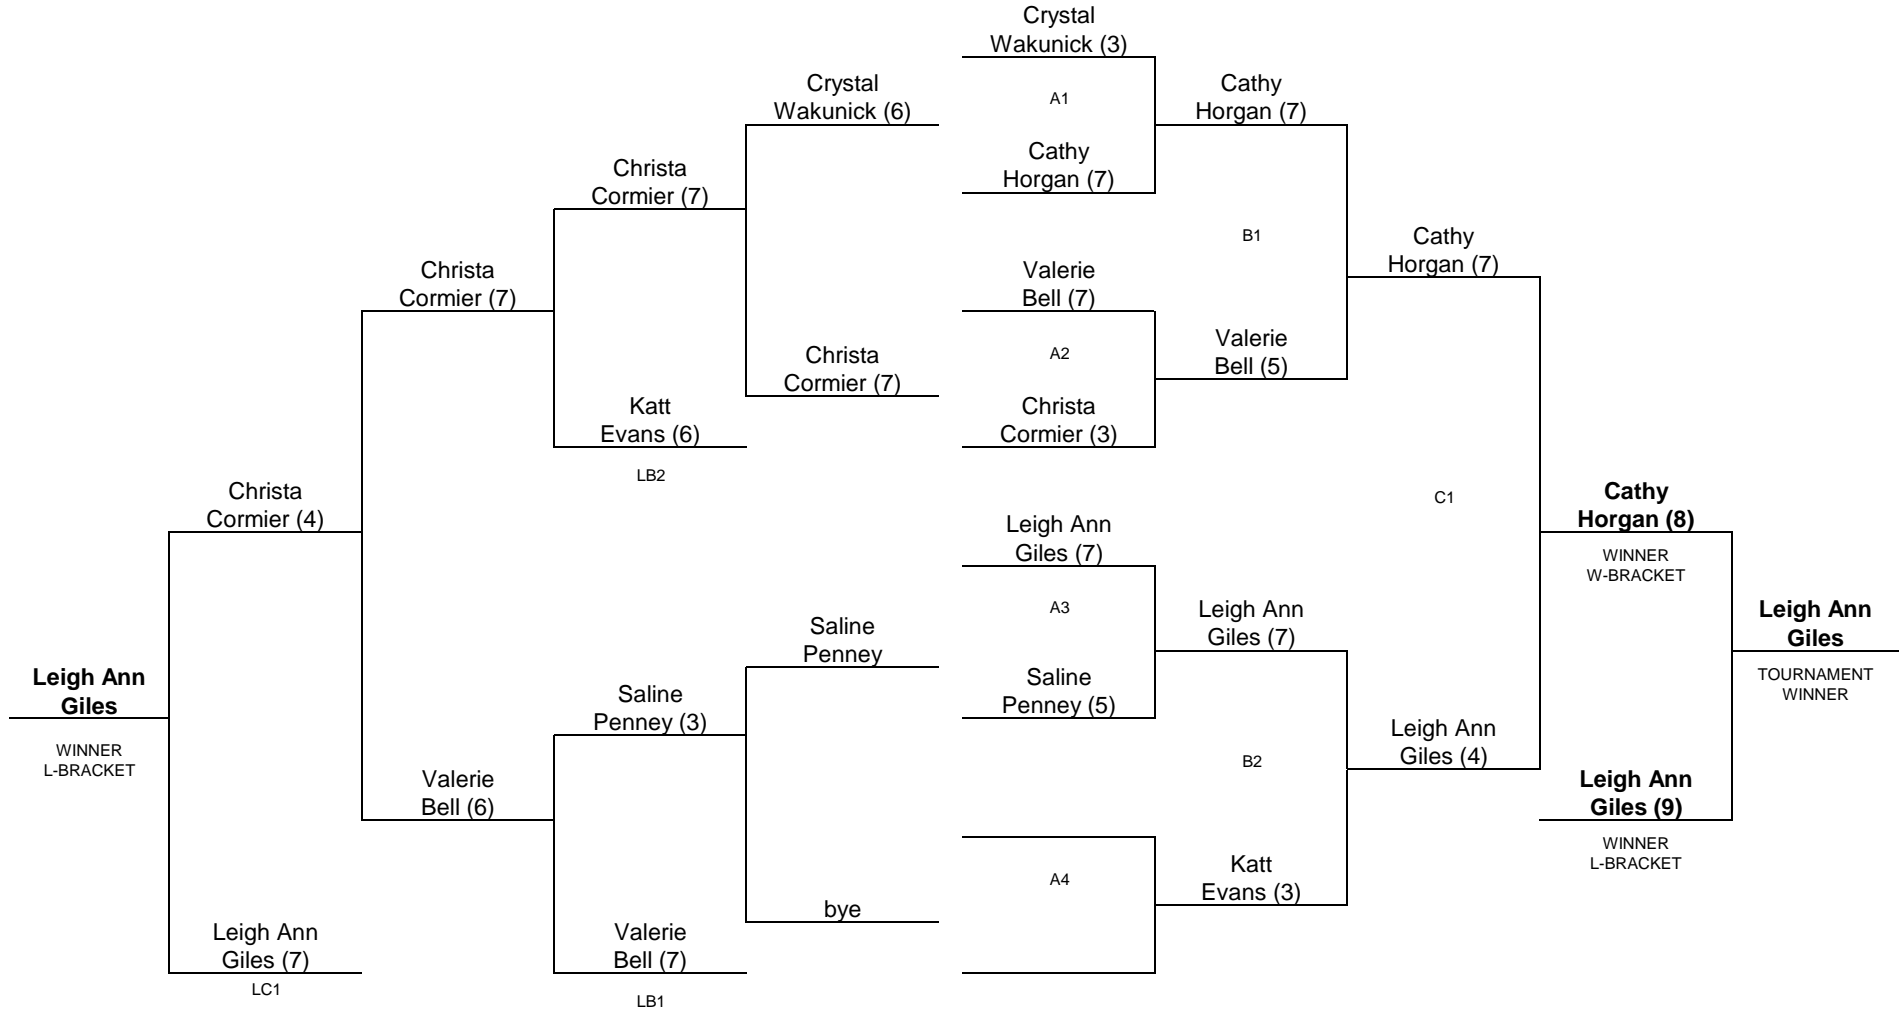 Crystal
Wakunick (3)
A1
Cathy
Horgan (7)
Valerie
Bell (7)
A2
Christa
Cormier (3)
Leigh Ann
Giles (7)
A3
Saline
Penney (5)
A4
Cathy
Horgan (7)
B1
Valerie
Bell (5)
Leigh Ann
Giles (7)
B2
Katt
Evans (3)
Cathy
Horgan (7)
C1
Leigh Ann
Giles (4)
Cathy
Horgan (8)
WINNER
W-BRACKET
Leigh Ann
Giles (9)
WINNER
L-BRACKET
Leigh Ann
Giles
TOURNAMENT
WINNER
Crystal
Wakunick (6)
Christa
Cormier (7)
Saline
Penney
bye
Christa
Cormier (7)
Katt
Evans (6)
LB2
Saline
Penney (3)
Valerie
Bell (7)
LB1
Christa
Cormier (7)
Valerie
Bell (6)
Christa
Cormier (4)
Leigh Ann
Giles (7)
LC1
Leigh Ann
Giles
WINNER
L-BRACKET